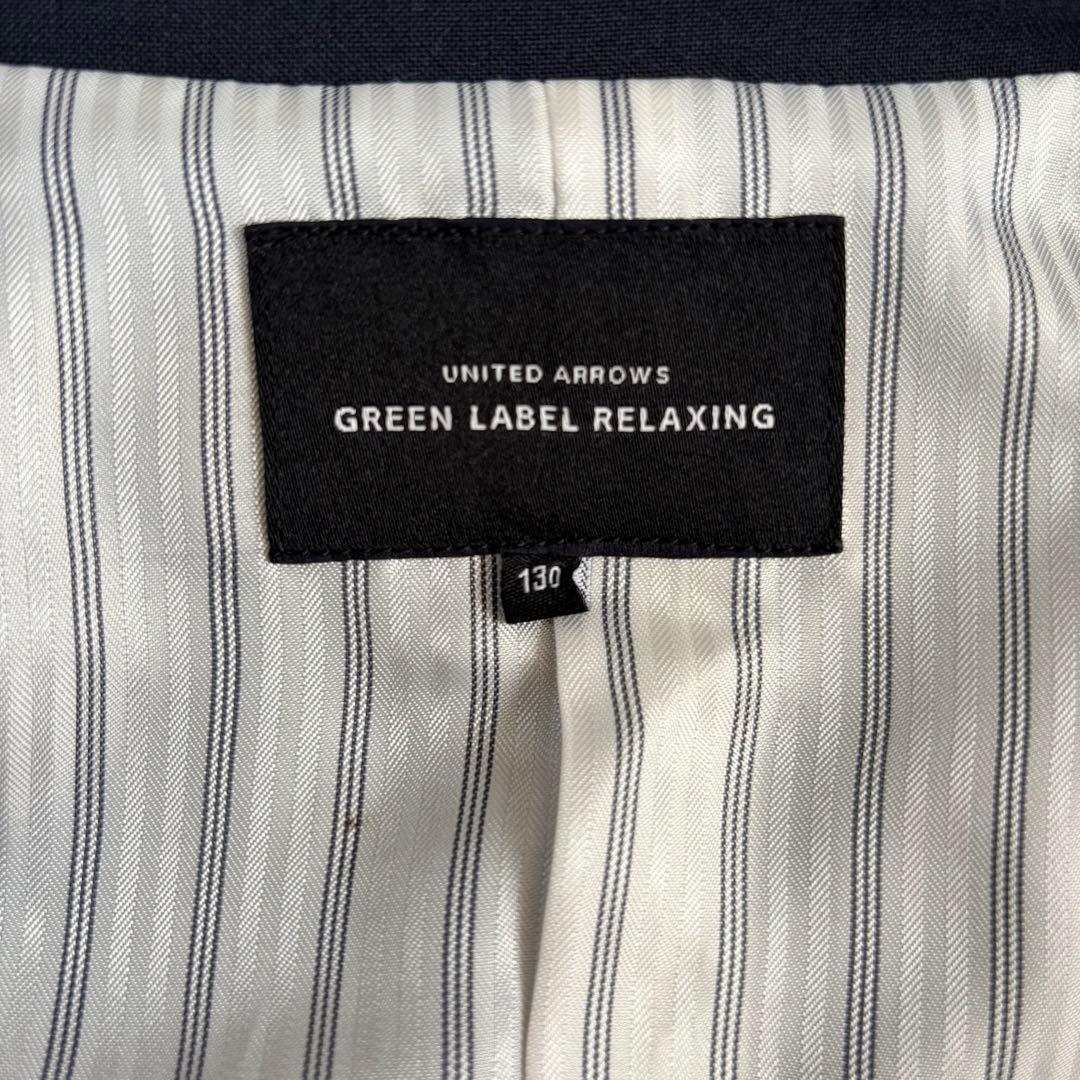 UNITED ARROWS
GREEN LABEL RELAXING
130